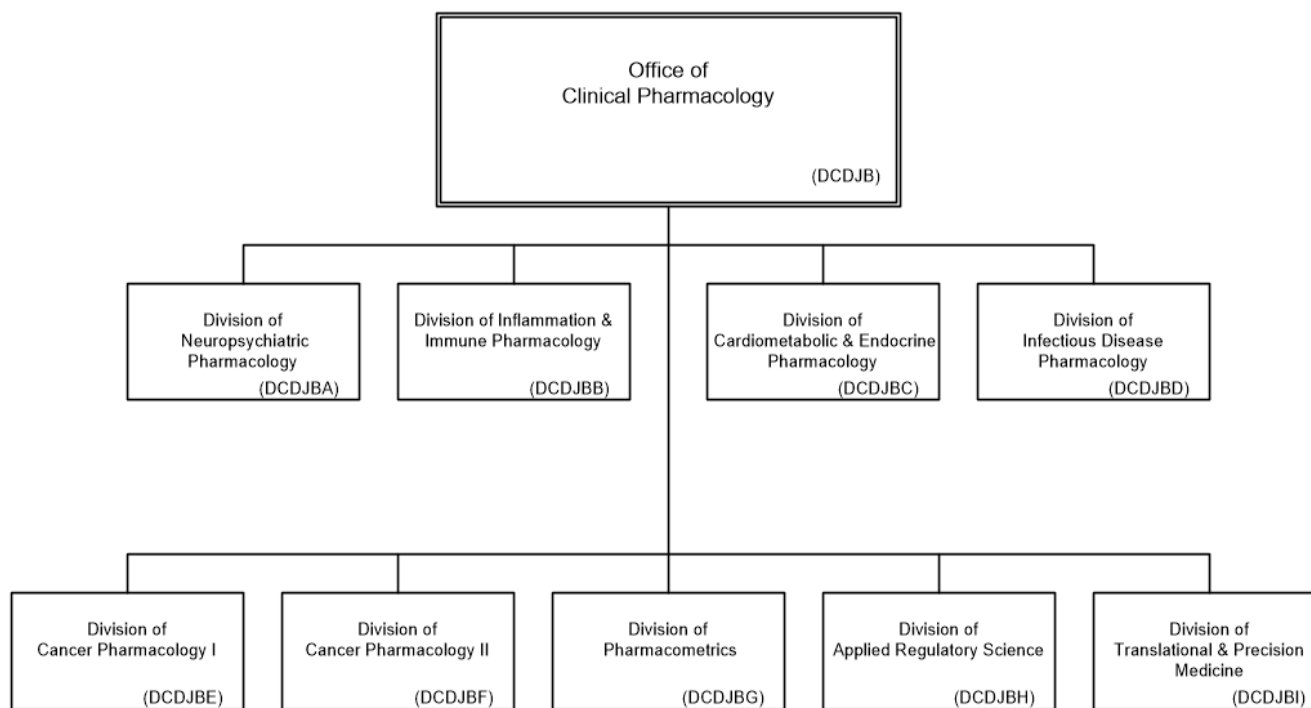 Office of
Clinical Pharmacology
(DCDJB)
Division of
Neuropsychiatric
Pharmacology
(DCDJBA)
Division of Inflammation &
Immune Pharmacology
(DCDJBB)
Division of
Cardiometabolic & Endocrine
Pharmacology
(DCDJBC)
Division of
Infectious Disease
Pharmacology
(DCDJBD)
Division of
Cancer Pharmacology I
(DCDJBE)
Division of
Cancer Pharmacology II
(DCDJBF)
Division of
Pharmacometrics
(DCDJBG)
Division of
Applied Regulatory Science
(DCDJBH)
Division of
Translational & Precision
Medicine
(DCDJBI)